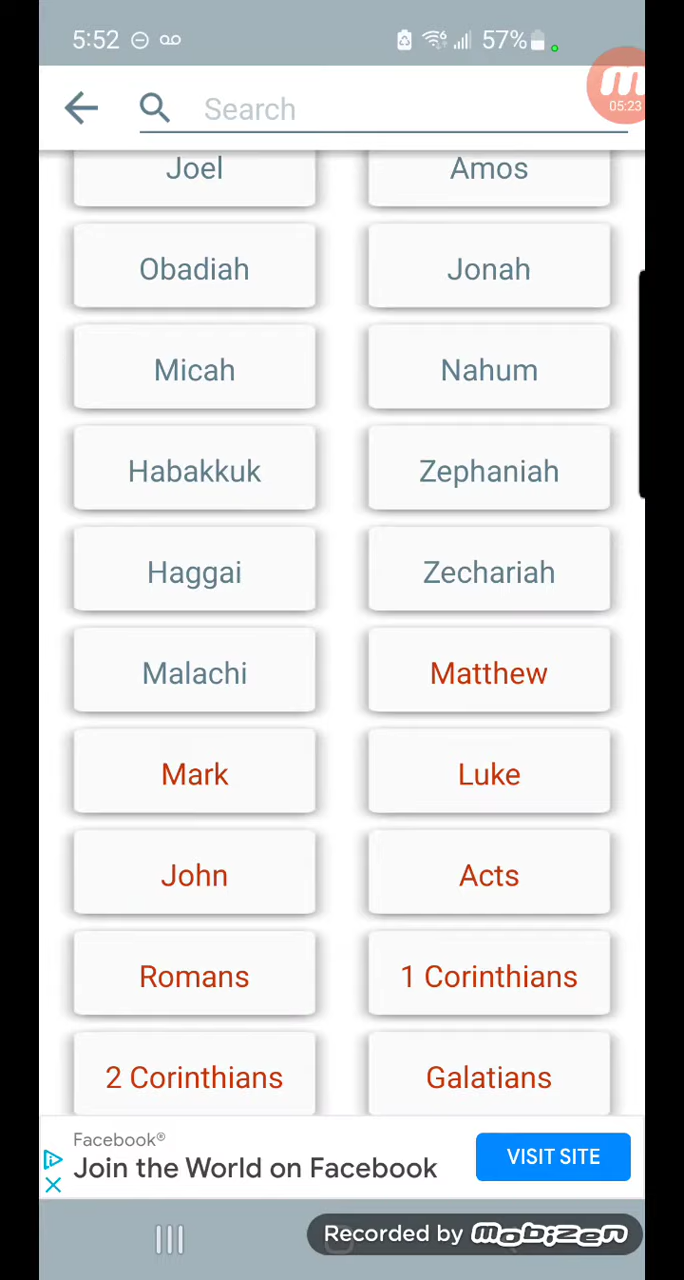 5:52 57%
Search
05:23
Joel Amos
Obadiah Jonah
Micah Nahum
Habakkuk Zephaniah
Haggai Zechariah
Malachi Matthew
Mark Luke
John Acts
Romans 1 Corinthians
2 Corinthians Galatians
Facebook®
Join the World on Facebook
VISIT SITE
Recorded by mobizen